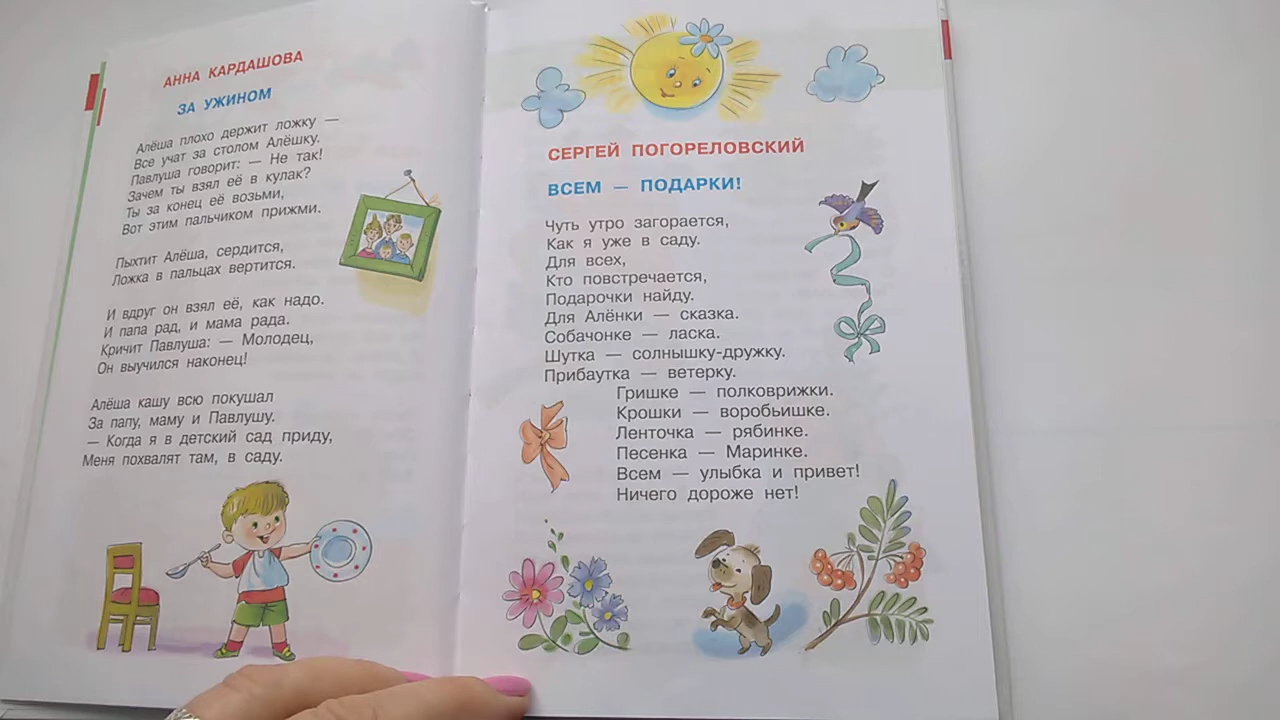 АННА КАРДАШОВА
ЗА УЖИНОМ
Алёша плохо держит ложку —
Все учат за столом Алёшку.
Павлуша говорит: — Не так!
Зачем ты взял её в кулак?
Ты за конец её возьми,
Вот этим пальчиком прижми.
Пыхтит Алёша, сердится,
Ложка в пальцах вертится.
И вдруг он взял её, как надо.
И папа рад, и мама рада.
Кричит Павлуша: — Молодец,
Он выучился наконец!
Алёша кашу всю покушал
За папу, маму и Павлушу.
— Когда я в детский сад приду,
Меня похвалят там, в саду.
СЕРГЕЙ ПОГОРЕЛОВСКИЙ
ВСЕМ — ПОДАРКИ!
Чуть утро загорается,
Как я уже в саду.
Для всех,
Кто повстречается,
Подарочки найду.
Для Алёнки — сказка.
Собачонке — ласка.
Шутка — солнышку-дружку.
Прибаутка — ветерку.
Гришке — полковрижки.
Крошки — воробьишке.
Ленточка — рябинке.
Песенка — Маринке.
Всем — улыбка и привет!
Ничего дороже нет!